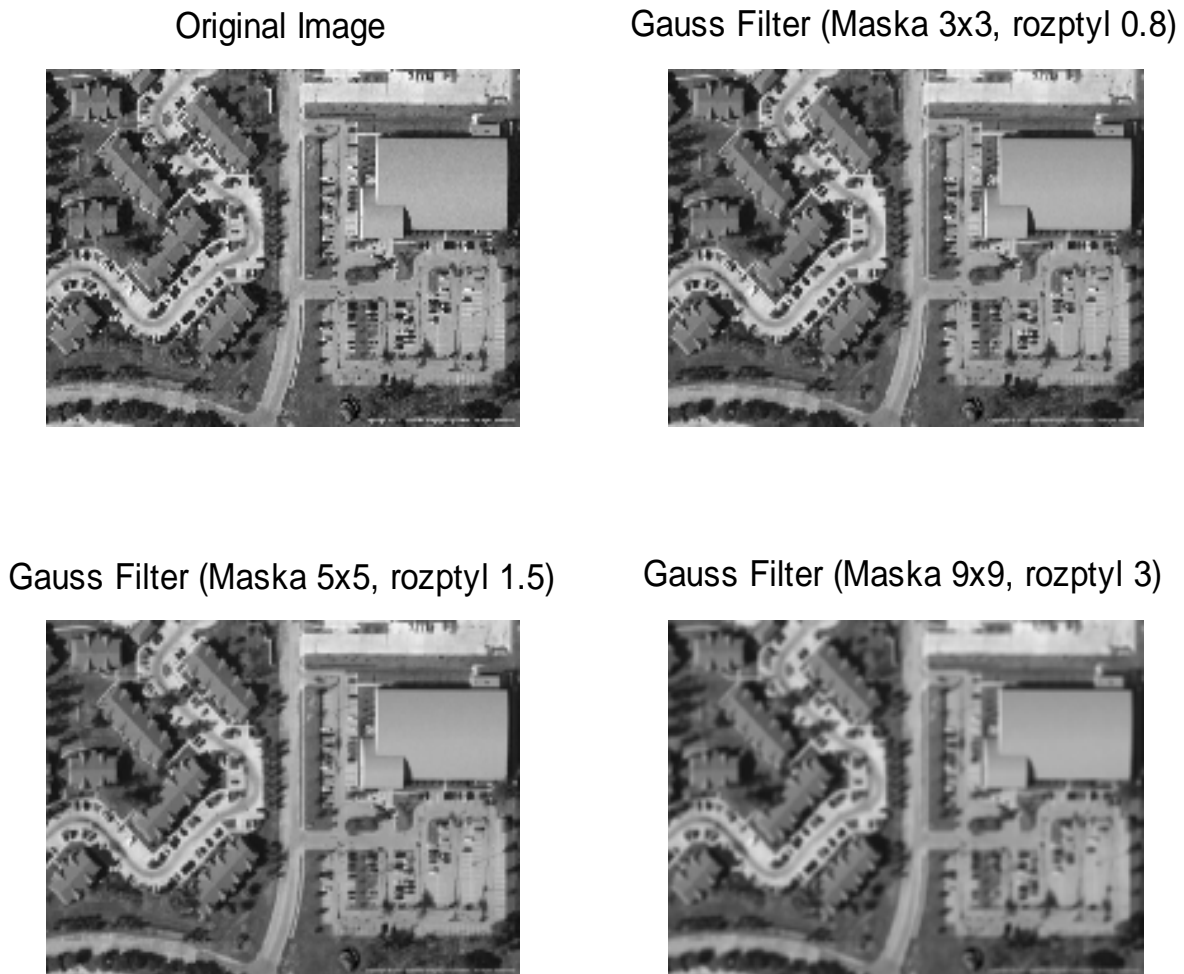 Original Image
Gauss Filter (Maska 3x3, rozptyl 0.8)
Gauss Filter (Maska 5x5, rozptyl 1.5)
Gauss Filter (Maska 9x9, rozptyl 3)